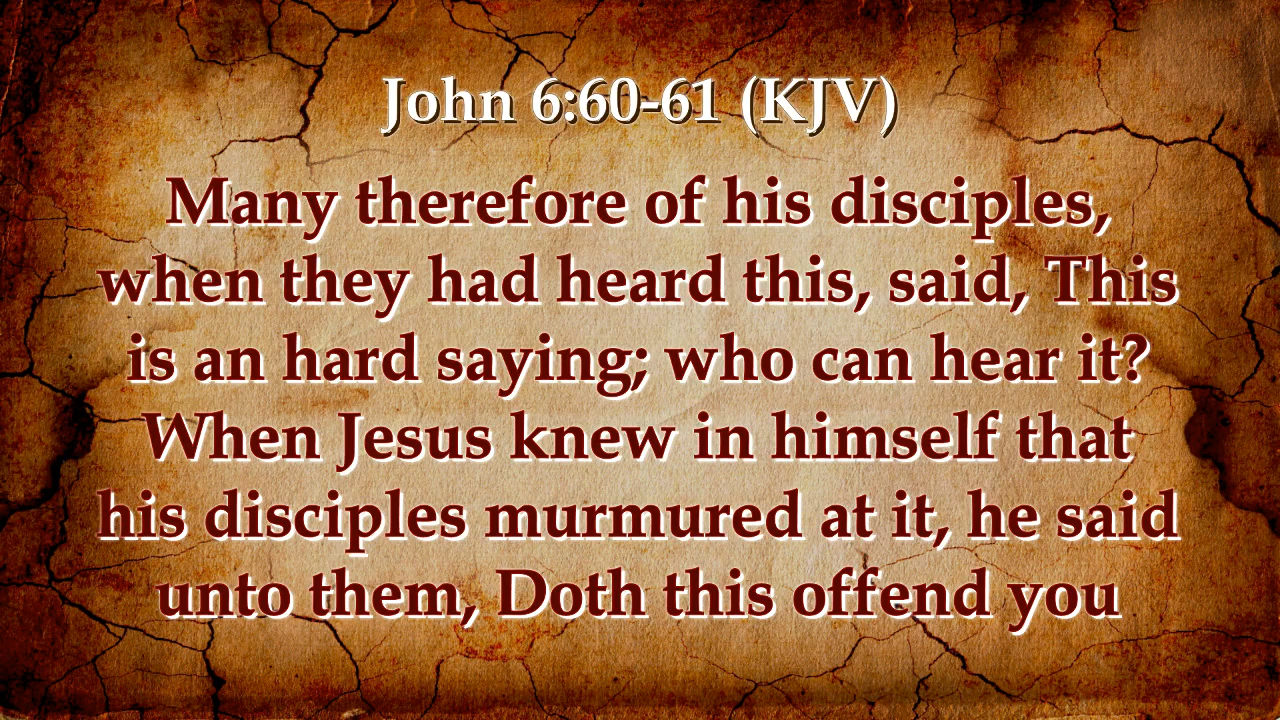 John 6:60-61 (KJV)
Many therefore of his disciples,
when they had heard this, said, This
is an hard saying; who can hear it?
When Jesus knew in himself that
his disciples murmured at it, he said
unto them, Doth this offend you